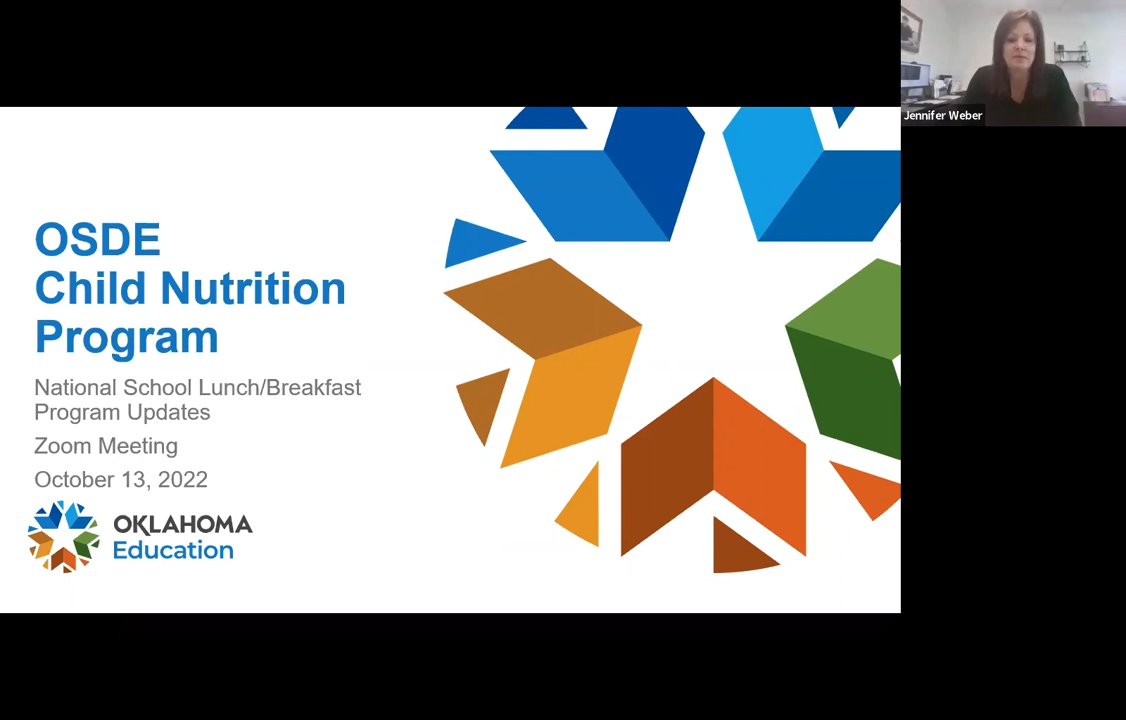 Jennifer Weber
OSDE
Child Nutrition
Program
National School Lunch/Breakfast
Program Updates
Zoom Meeting
October 13, 2022
OKLAHOMA
Education